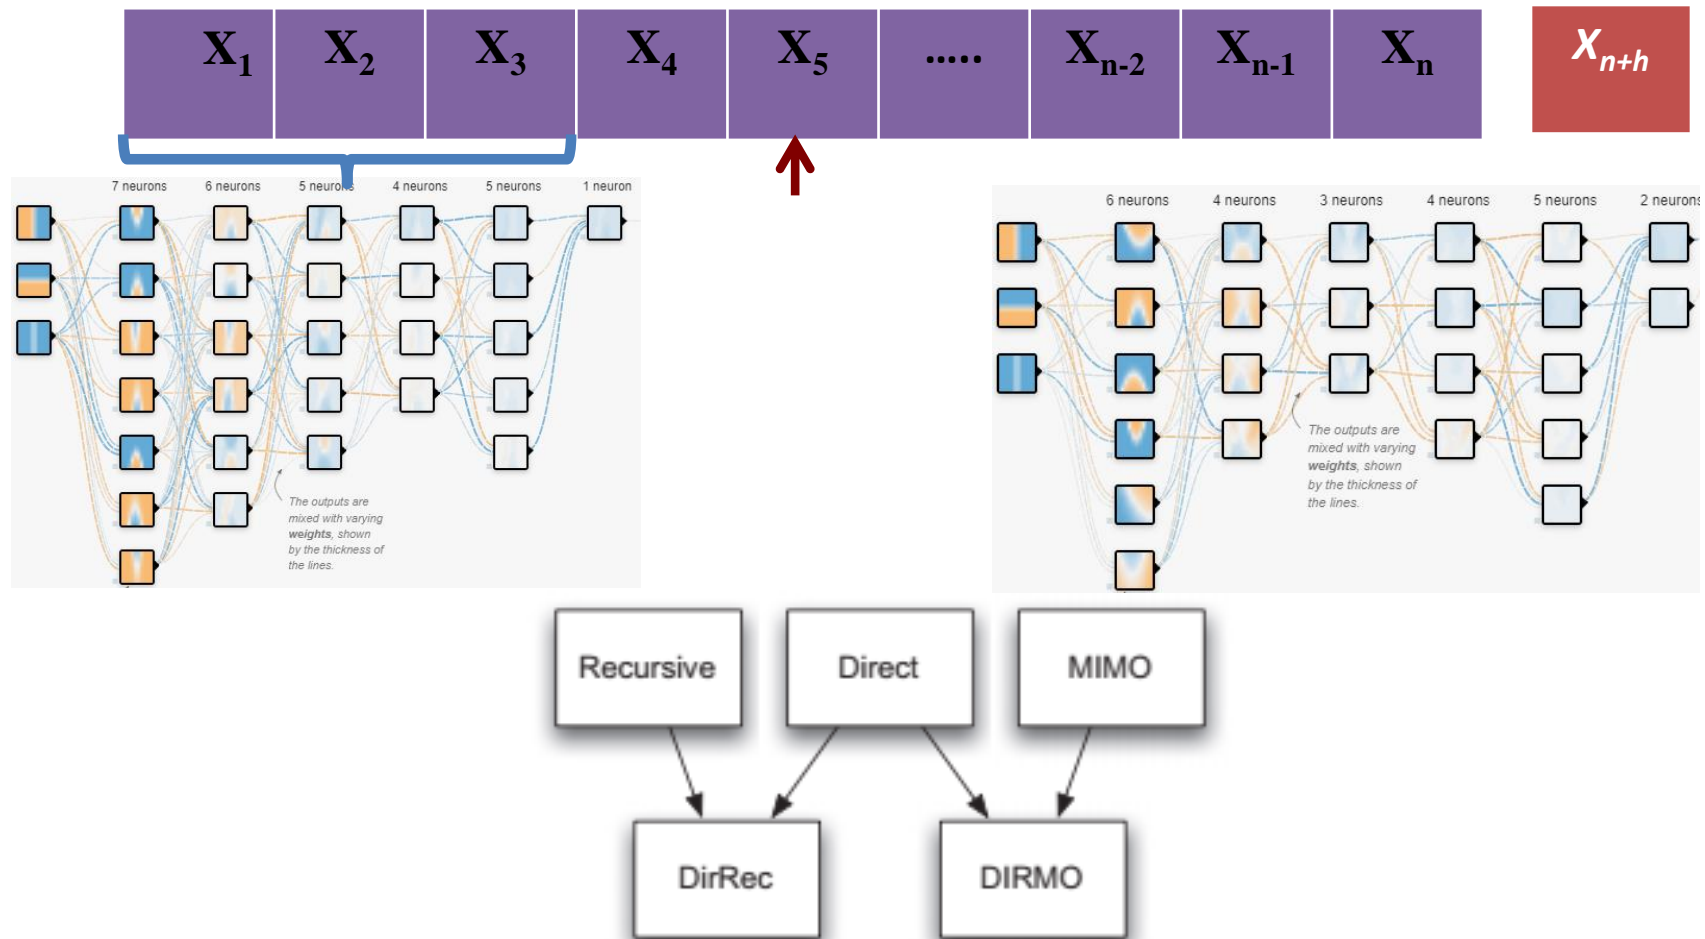 X1 X2 X3 X4 X5 ..... Xn-2 Xn-1 Xn Xn+h
7 neurons 6 neurons 5 neurons 4 neurons 5 neurons 1 neuron
The outputs are
mixed with varying
weights, shown
by the thickness of
the lines.
6 neurons 4 neurons 3 neurons 4 neurons 5 neurons 2 neurons
The outputs are
mixed with varying
weights, shown
by the thickness of
the lines.
Recursive Direct MIMO
DirRec DIRMO